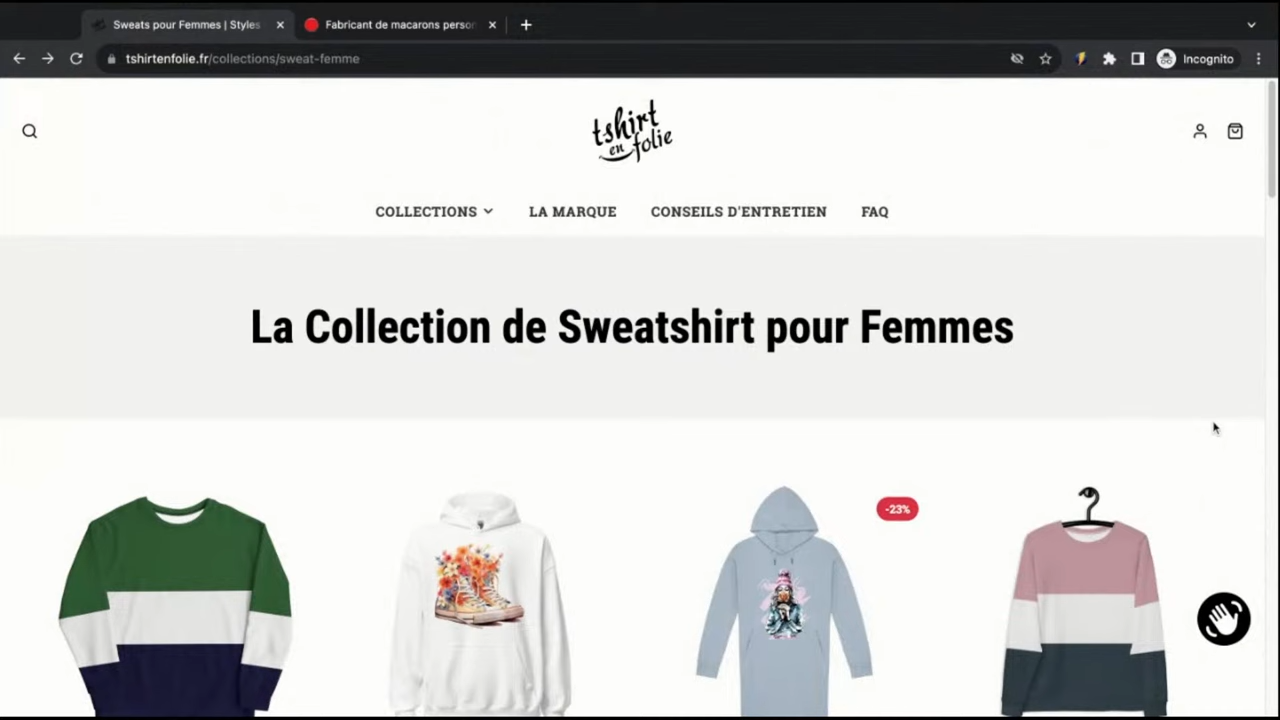 Sweats pour Femmes | Styles
Fabricant de macarons person
tshirtenfolie.fr/collections/sweat-femme
Incognito
tshirt
en folie
COLLECTIONS
LA MARQUE
CONSEILS D'ENTRETIEN
FAQ
La Collection de Sweatshirt pour Femmes
-23%